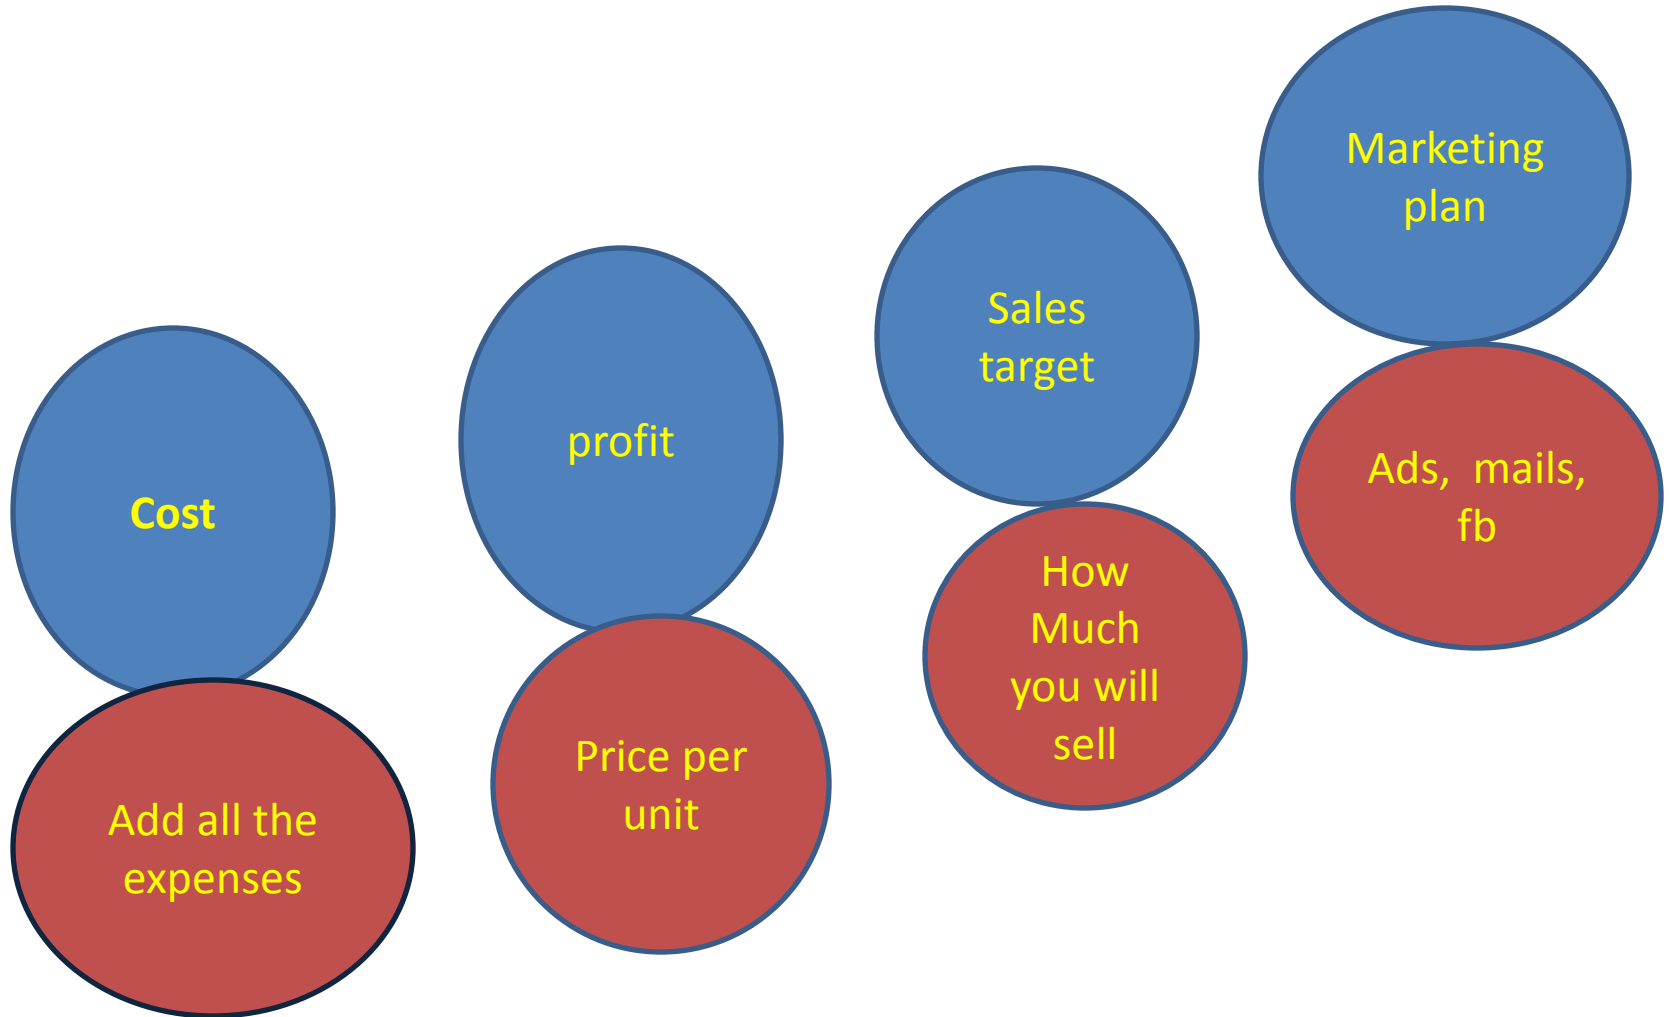 Cost
Add all the
expenses
profit
Price per
unit
Sales
target
How
Much
you will
sell
Marketing
plan
Ads,  mails,
fb